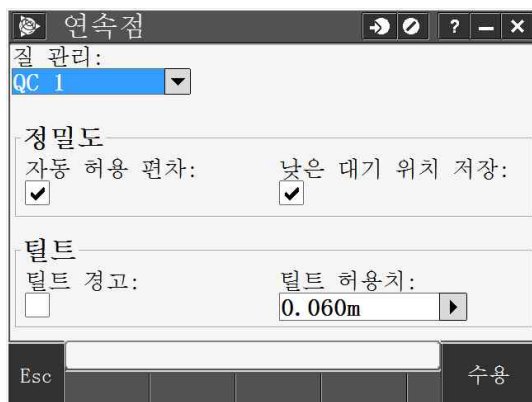 연속점
? – ×
질 관리:
QC 1
정밀도
자동 허용 편차: 낮은 대기 위치 저장:
틸트
틸트 경고: 틸트 허용치:
0.060m
Esc 수용